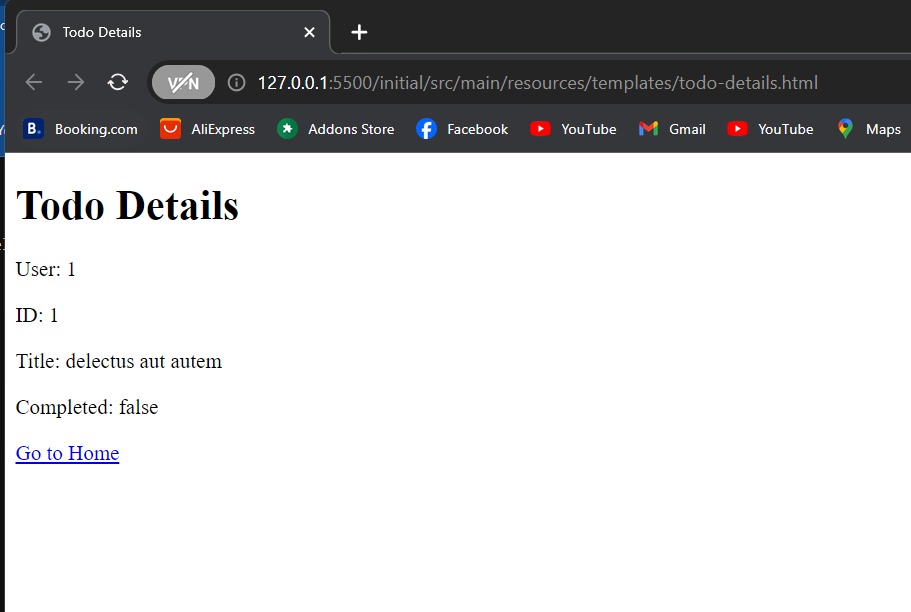 Todo Details
VPN
127.0.0.1:5500/initial/src/main/resources/templates/todo-details.html
B. Booking.com AliExpress Addons Store Facebook YouTube Gmail YouTube Maps
Todo Details
User: 1
ID: 1
Title: delectus aut autem
Completed: false
Go to Home